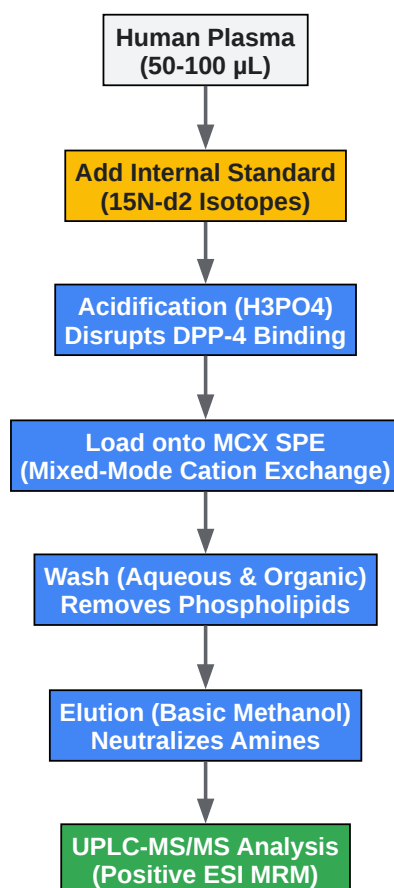 Human Plasma
(50-100 µL)
Add Internal Standard
(15N-d2 Isotopes)
Acidification (H3PO4)
Disrupts DPP-4 Binding
Load onto MCX SPE
(Mixed-Mode Cation Exchange)
Wash (Aqueous & Organic)
Removes Phospholipids
Elution (Basic Methanol)
Neutralizes Amines
UPLC-MS/MS Analysis
(Positive ESI MRM)